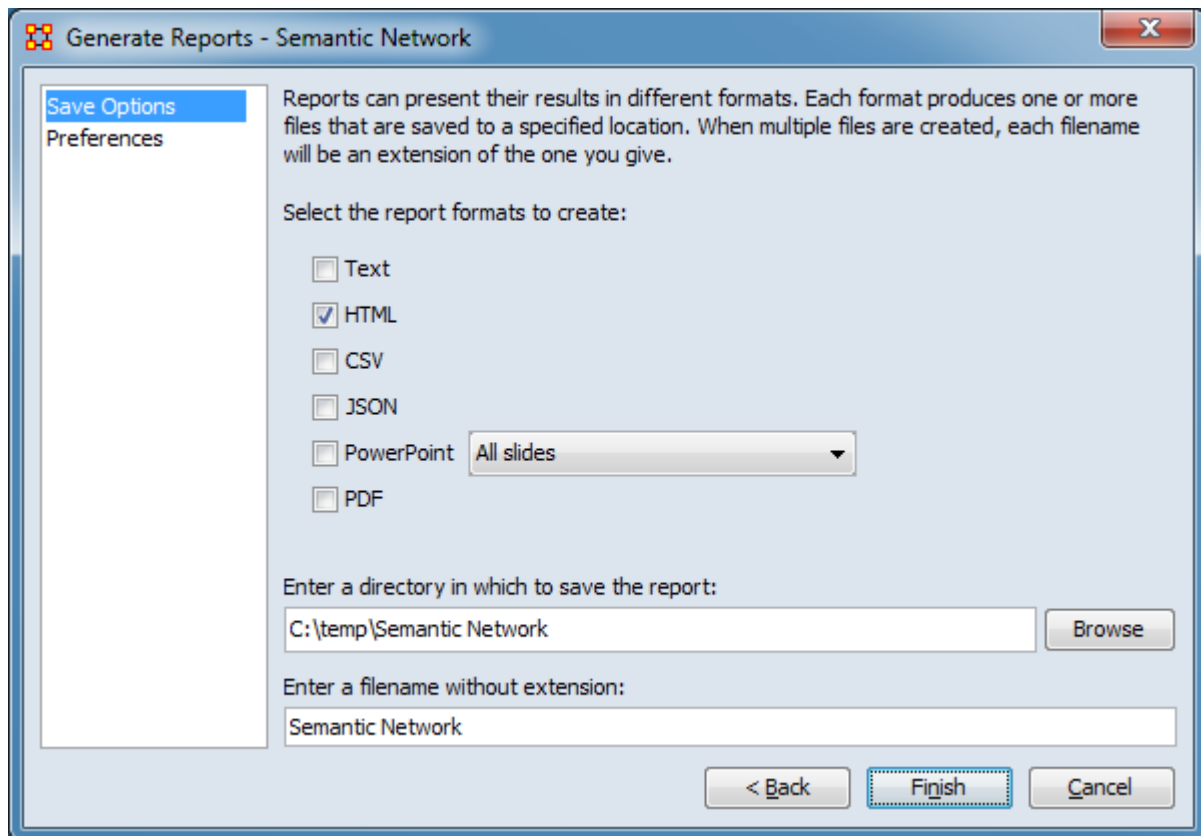 Generate Reports - Semantic Network
Save Options
Preferences
Reports can present their results in different formats. Each format produces one or more
files that are saved to a specified location. When multiple files are created, each filename
will be an extension of the one you give.
Select the report formats to create:
Text
HTML
CSV
JSON
PowerPoint All slides
PDF
Enter a directory in which to save the report:
C:\temp\Semantic Network Browse
Enter a filename without extension:
Semantic Network
< Back Finish Cancel